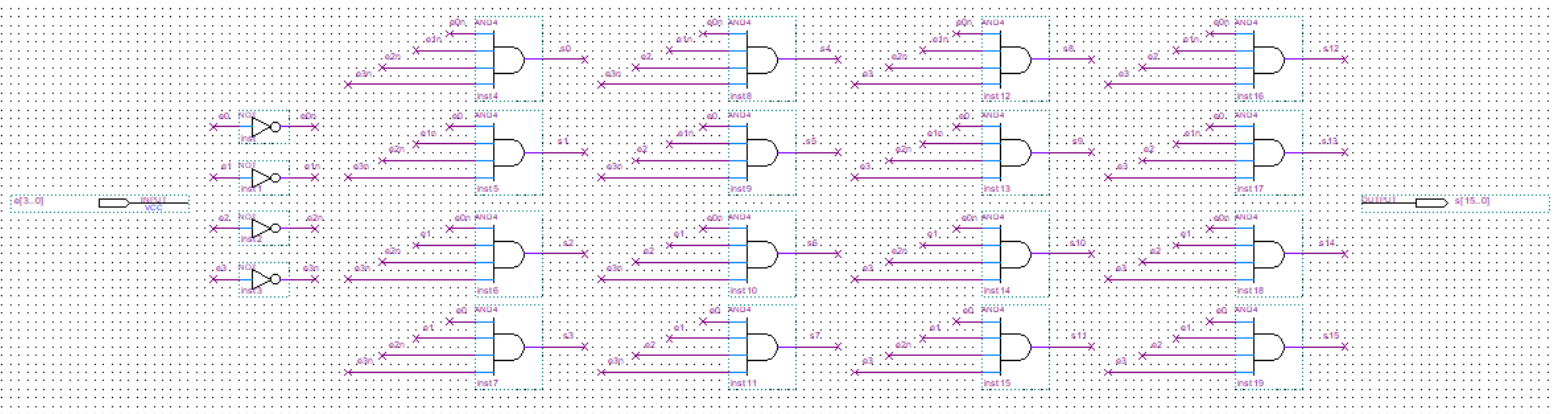 e[3..0]
INPUT
VCC
e0 NOT e0n
inst
e1 NOT e1n
inst1
e2 NOT e2n
inst2
e3 NOT e3n
inst3
e0n AND4
e1n
s0
e2n
e3n
inst4
e0 AND4
e1n
s1
e2n
e3n
inst5
e0n AND4
e1
s2
e2n
e3n
inst6
e0 AND4
e1
s3
e2n
e3n
inst7
e0n AND4
e1n
s4
e2
e3n
inst8
e0 AND4
e1n
s5
e2
e3n
inst9
e0n AND4
e1
s6
e2
e3n
inst10
e0 AND4
e1
s7
e2
e3n
inst11
e0n AND4
e1n
s8
e2n
e3
inst12
e0 AND4
e1n
s9
e2n
e3
inst13
e0n AND4
e1
s10
e2n
e3
inst14
e0 AND4
e1
s11
e2n
e3
inst15
e0n AND4
e1n
s12
e2
e3
inst16
e0 AND4
e1n
s13
e2
e3
inst17
e0n AND4
e1
s14
e2
e3
inst18
e0 AND4
e1
s15
e2
e3
inst19
OUTPUT
s[15..0]